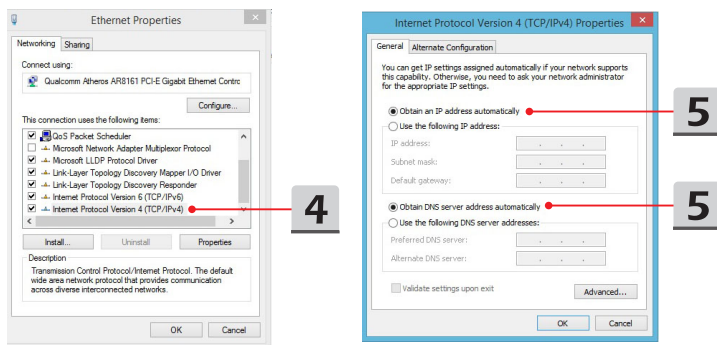 Ethernet Properties
Networking
Sharing
Connect using:
Qualcomm Atheros AR8161 PCI-E Gigabit Ethernet Contrc
Configure...
This connection uses the following items:
QoS Packet Scheduler
Microsoft Network Adapter Multiplexor Protocol
Microsoft LLDP Protocol Driver
Link-Layer Topology Discovery Mapper I/O Driver
Link-Layer Topology Discovery Responder
Internet Protocol Version 6 (TCP/IPv6)
Internet Protocol Version 4 (TCP/IPv4)
4
Install...
Uninstall
Properties
Description
Transmission Control Protocol/Internet Protocol. The default
wide area network protocol that provides communication
across diverse interconnected networks.
OK
Cancel
Internet Protocol Version 4 (TCP/IPv4) Properties
General
Alternate Configuration
You can get IP settings assigned automatically if your network supports
this capability. Otherwise, you need to ask your network administrator
for the appropriate IP settings.
Obtain an IP address automatically
5
Use the following IP address:
IP address:
Subnet mask:
Default gateway:
Obtain DNS server address automatically
5
Use the following DNS server addresses:
Preferred DNS server:
Alternate DNS server:
Validate settings upon exit
Advanced...
OK
Cancel